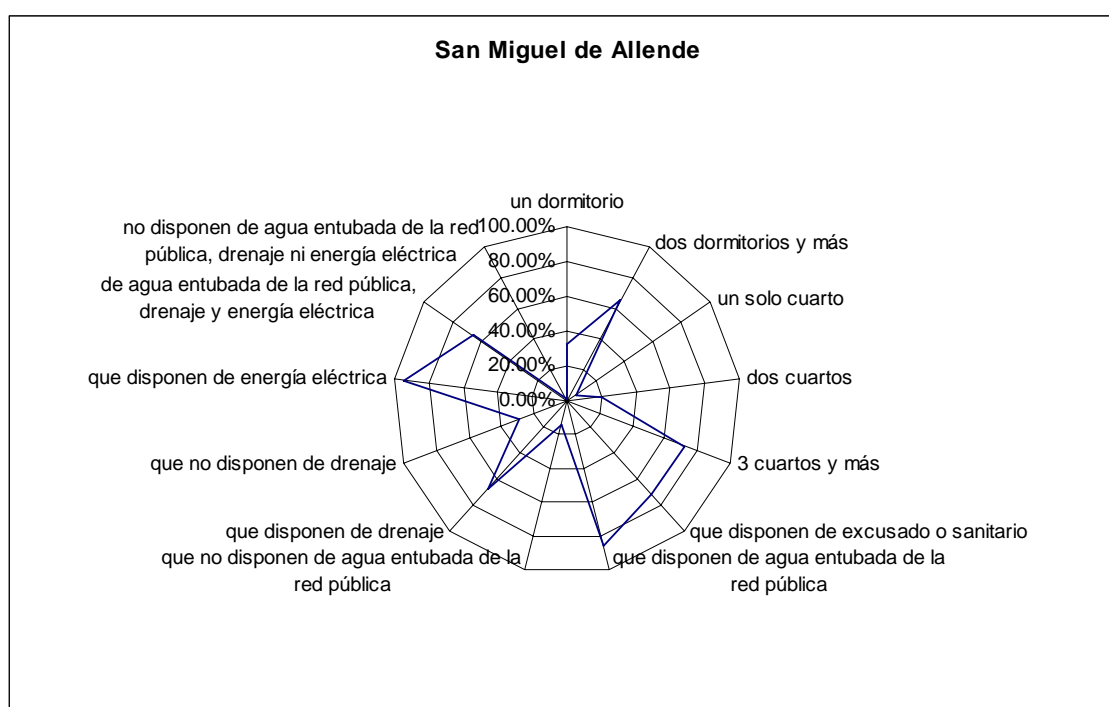 San Miguel de Allende
un dormitorio
dos dormitorios y más
un solo cuarto
dos cuartos
3 cuartos y más
que disponen de excusado o sanitario
que disponen de agua entubada de la
red pública
que no disponen de agua entubada de la
red pública
que disponen de drenaje
que no disponen de drenaje
que disponen de energía eléctrica
de agua entubada de la red pública,
drenaje y energía eléctrica
no disponen de agua entubada de la red
pública, drenaje ni energía eléctrica
100.00%
80.00%
60.00%
40.00%
20.00%
0.00%